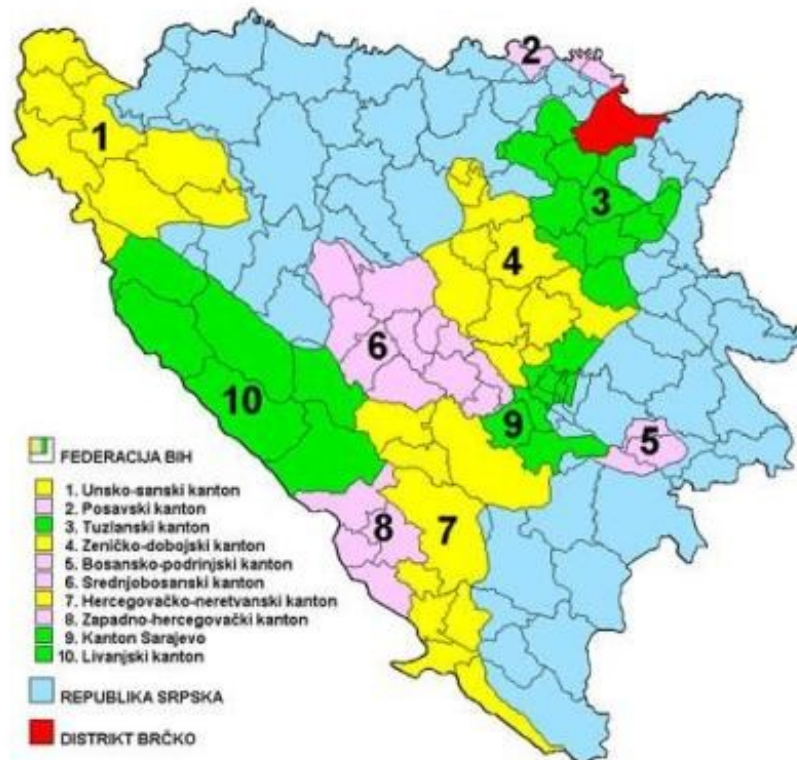 2
1
3
4
6
10
9
5
8
7
FEDERACIJA BIH
1. Unsko-sanski kanton
2. Posavski kanton
3. Tuzlanski kanton
4. Zeničko-dobojski kanton
5. Bosansko-podrinjski kanton
6. Srednjobosanski kanton
7. Hercegovačko-neretvanski kanton
8. Zapadno-hercegovački kanton
9. Kanton Sarajevo
10. Livanjski kanton
REPUBLIKA SRPSKA
DISTRIKT BRČKO